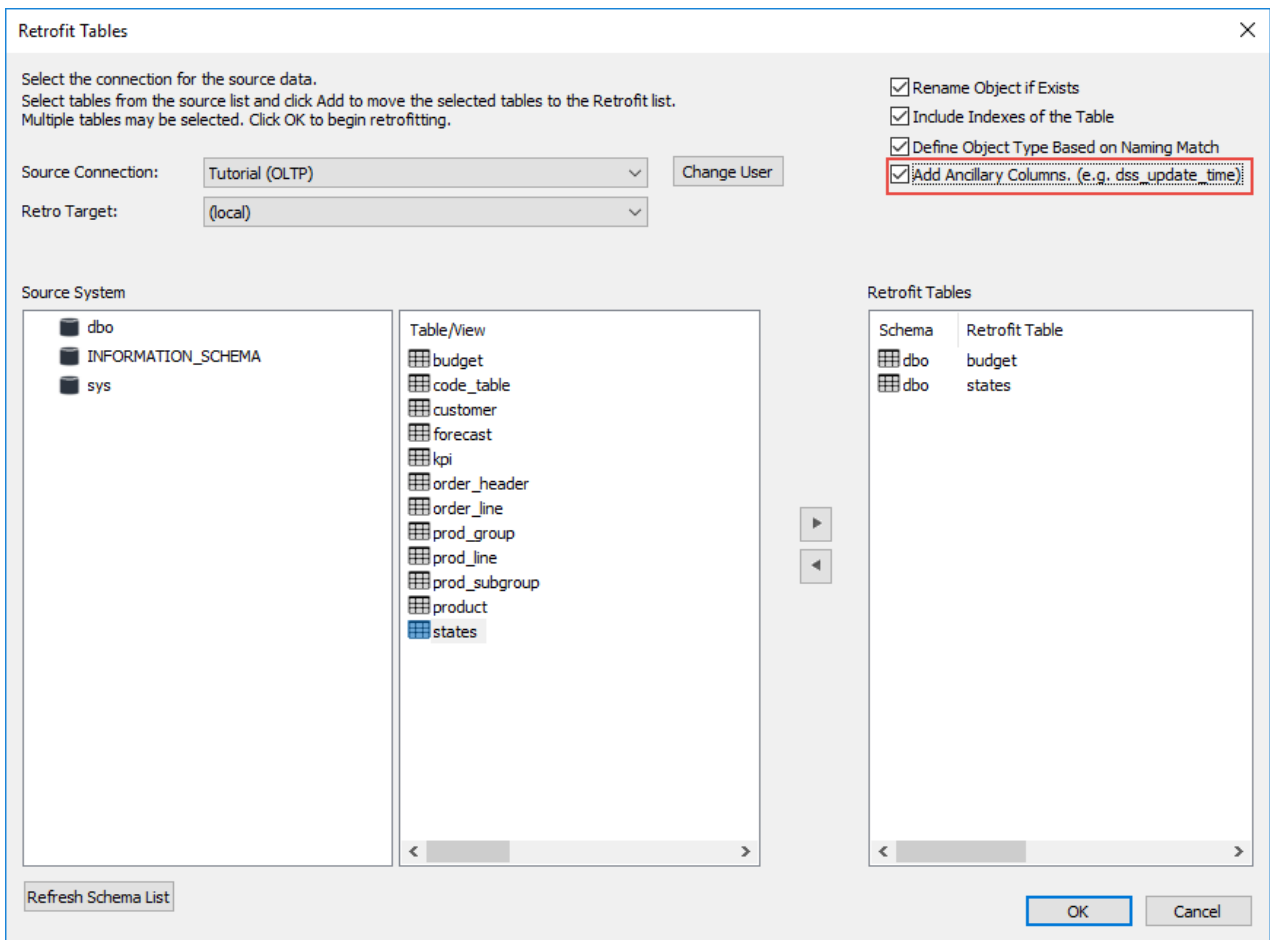 Retrofit Tables
Select the connection for the source data.
Select tables from the source list and click Add to move the selected tables to the Retrofit list.
Multiple tables may be selected. Click OK to begin retrofitting.
Rename Object if Exists
Include Indexes of the Table
Define Object Type Based on Naming Match
Add Ancillary Columns. (e.g. dss_update_time)
Source Connection:
Tutorial (OLTP)
Change User
Retro Target:
(local)
Source System
dbo
INFORMATION_SCHEMA
sys
Table/View
budget
code_table
customer
forecast
kpi
order_header
order_line
prod_group
prod_line
prod_subgroup
product
states
Retrofit Tables
Schema Retrofit Table
dbo budget
dbo states
Refresh Schema List
OK
Cancel